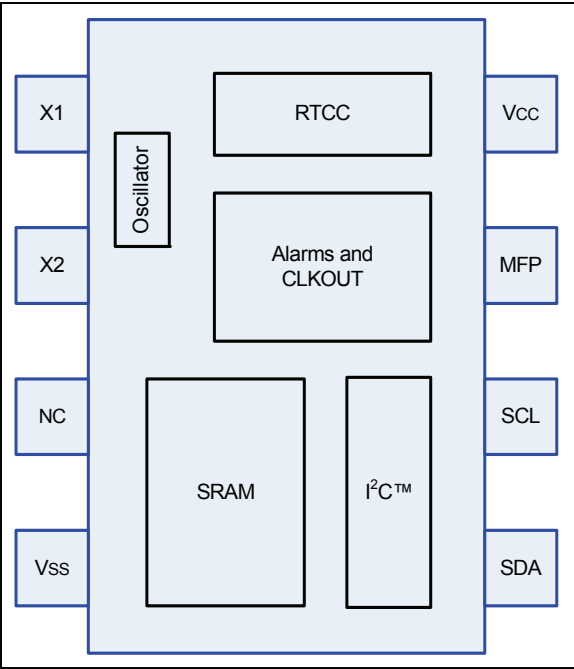 X1
RTCC
Vcc
Oscillator
X2
Alarms and
CLKOUT
MFP
NC
SRAM
I²C™
SCL
Vss
SDA